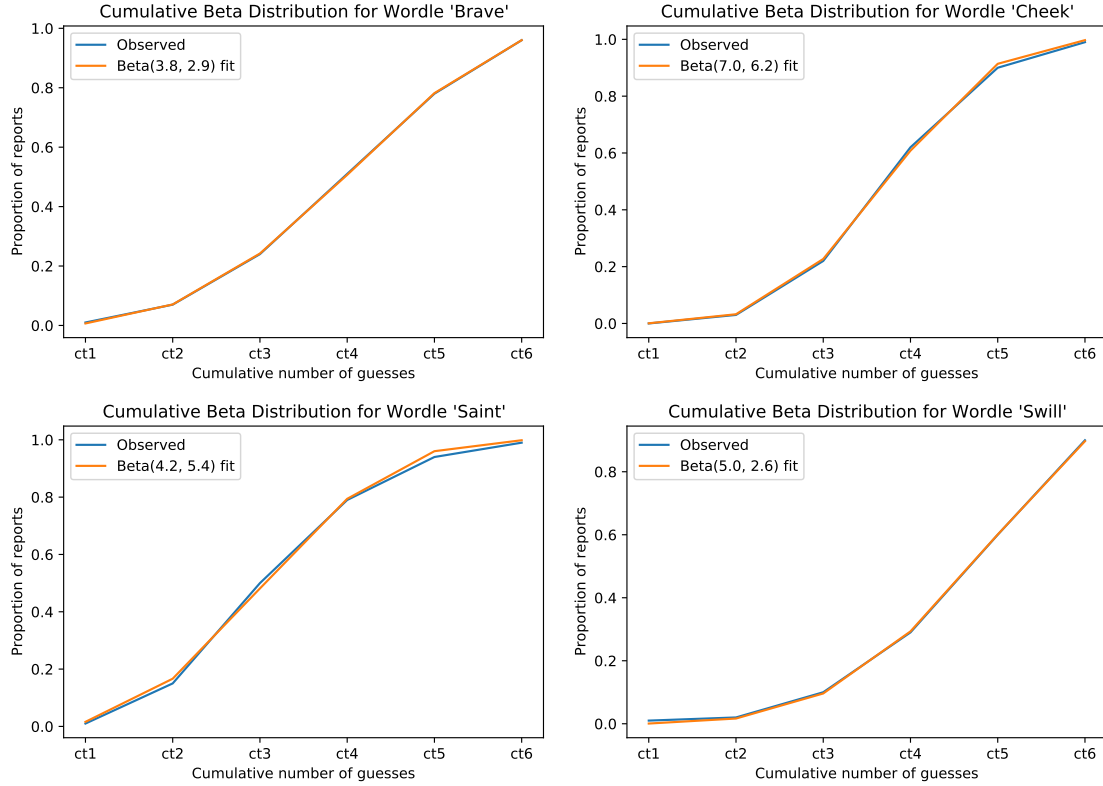 Cumulative Beta Distribution for Wordle 'Brave'
1.0
0.8
0.6
0.4
0.2
0.0
Proportion of reports
Observed
Beta(3.8, 2.9) fit
ct1 ct2 ct3 ct4 ct5 ct6
Cumulative number of guesses
Cumulative Beta Distribution for Wordle 'Cheek'
1.0
0.8
0.6
0.4
0.2
0.0
Proportion of reports
Observed
Beta(7.0, 6.2) fit
ct1 ct2 ct3 ct4 ct5 ct6
Cumulative number of guesses
Cumulative Beta Distribution for Wordle 'Saint'
1.0
0.8
0.6
0.4
0.2
0.0
Proportion of reports
Observed
Beta(4.2, 5.4) fit
ct1 ct2 ct3 ct4 ct5 ct6
Cumulative number of guesses
Cumulative Beta Distribution for Wordle 'Swill'
0.8
0.6
0.4
0.2
0.0
Proportion of reports
Observed
Beta(5.0, 2.6) fit
ct1 ct2 ct3 ct4 ct5 ct6
Cumulative number of guesses